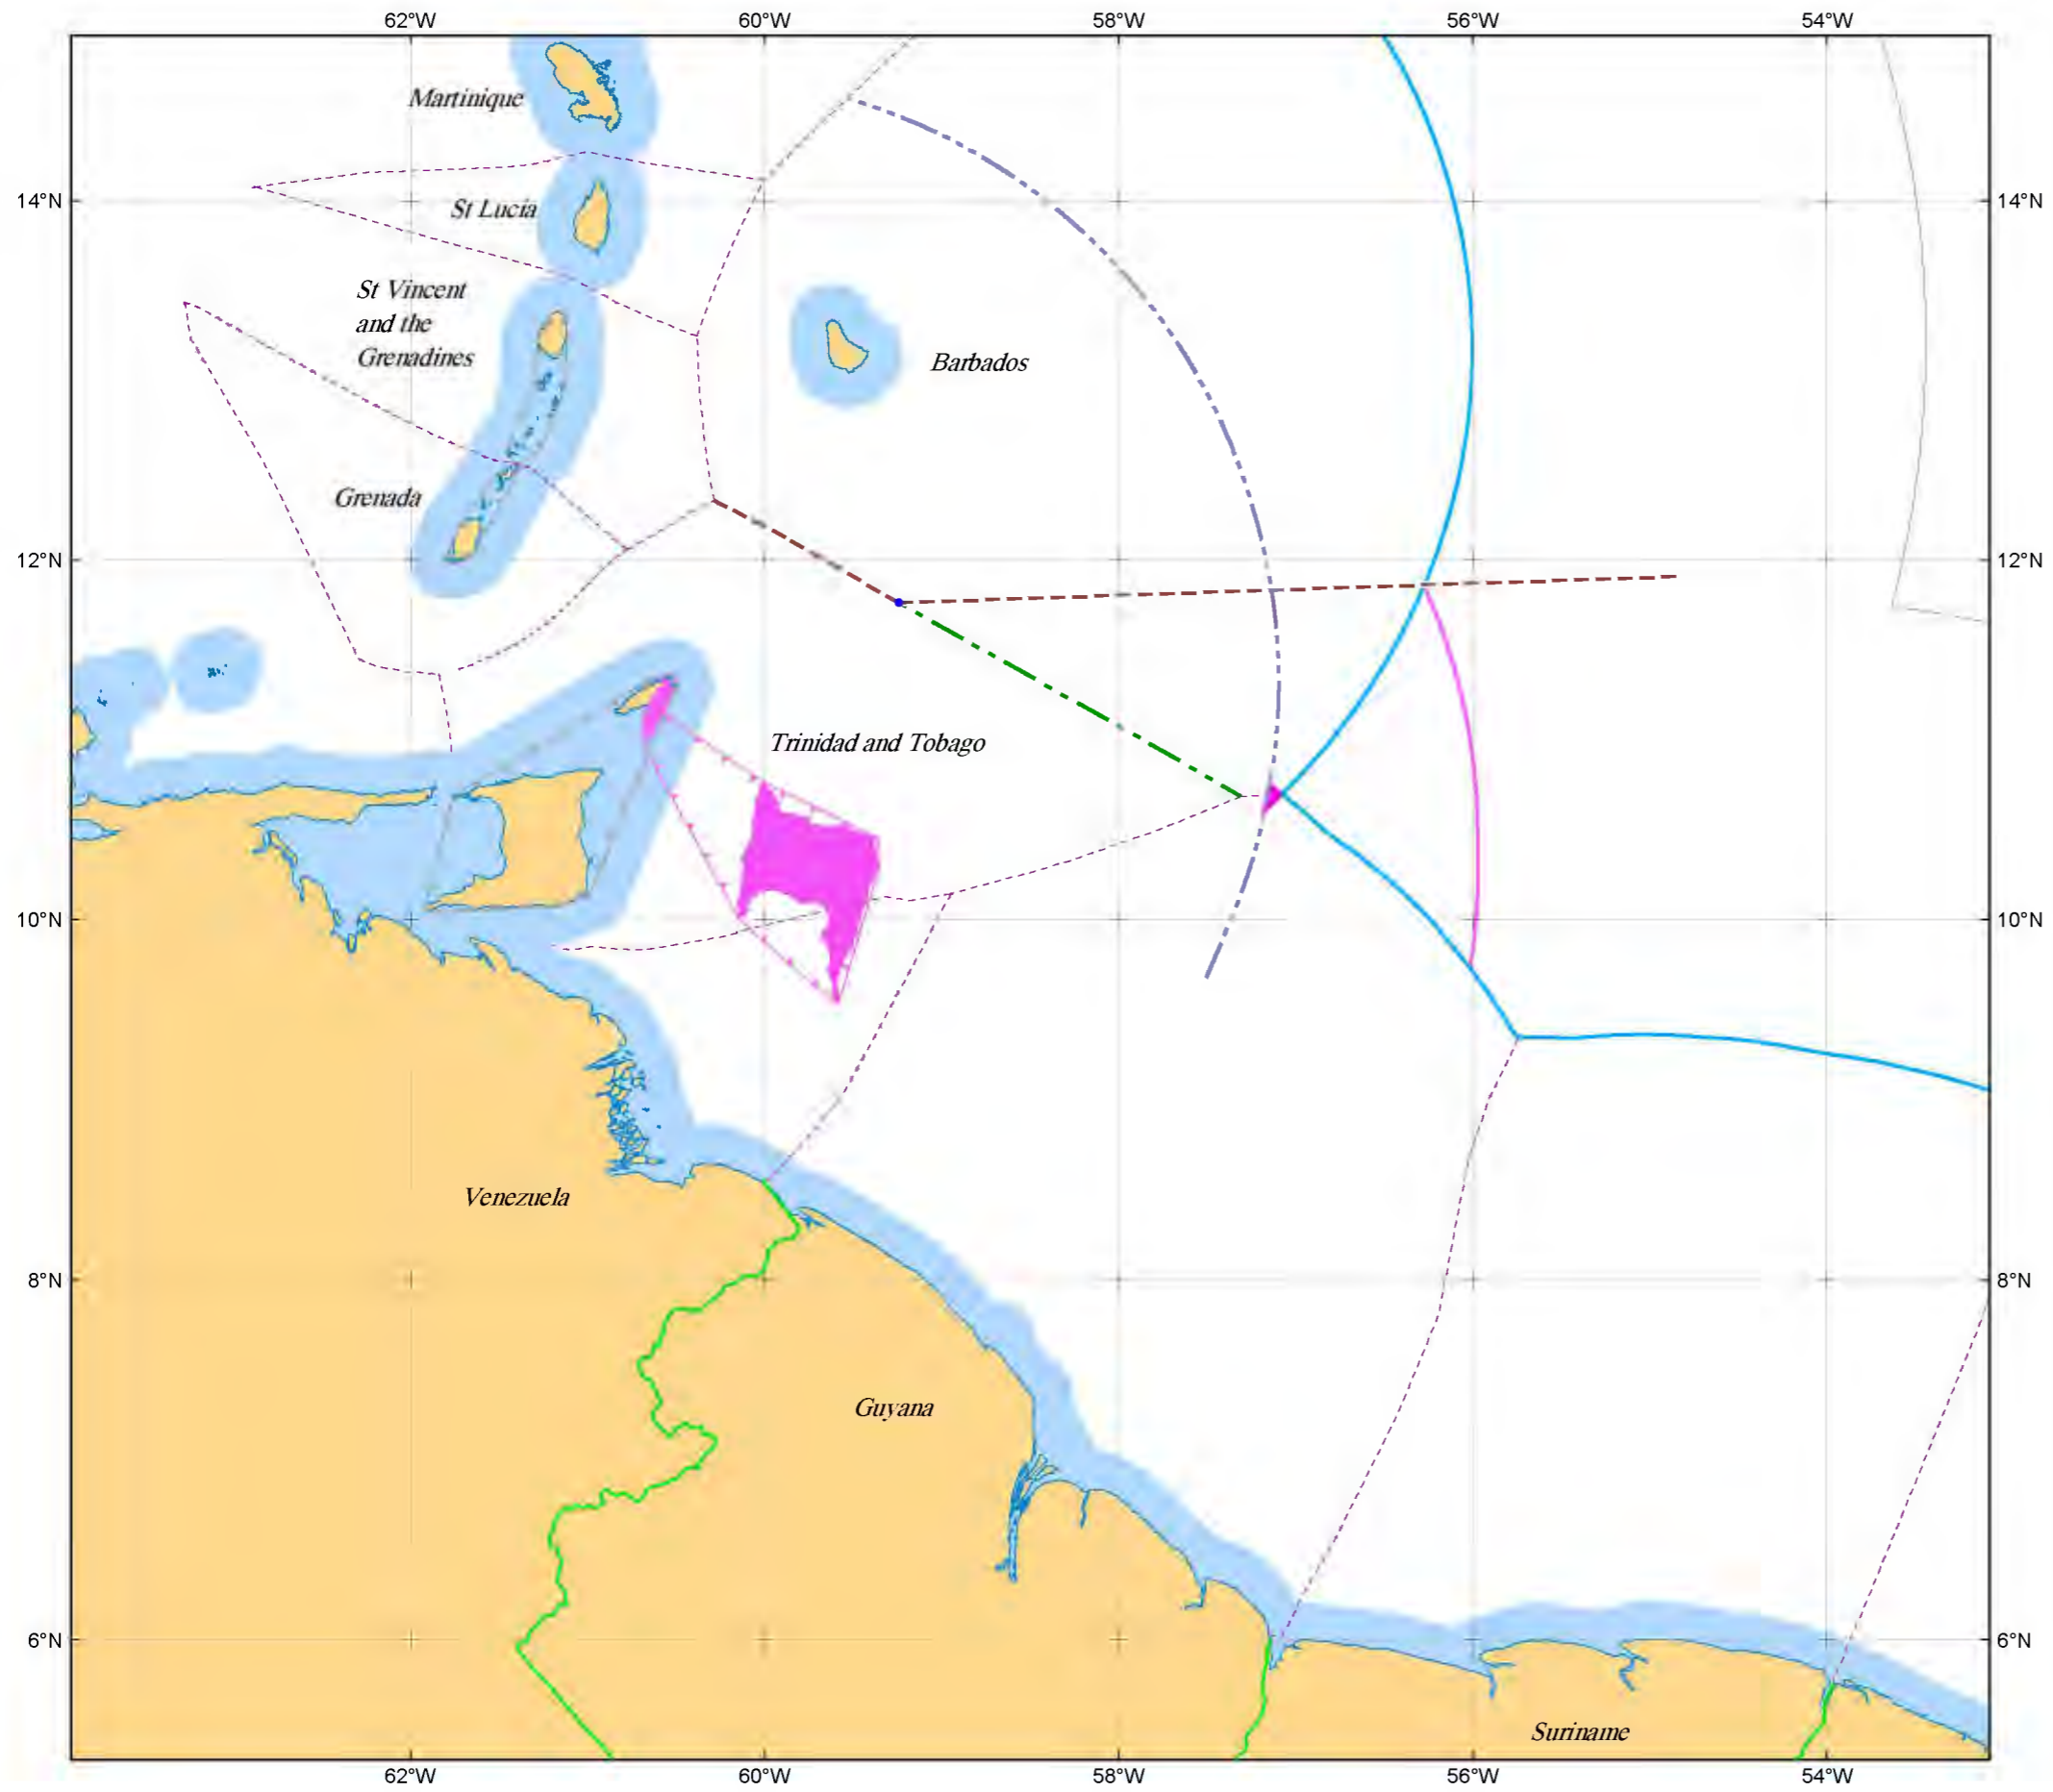 62°W
60°W
58°W
56°W
54°W
Martinique
14°N
St Lucia
14°N
St Vincent
and the
Grenadines
Barbados
Grenada
12°N
12°N
Trinidad and Tobago
10°N
10°N
Venezuela
8°N
8°N
Guyana
6°N
6°N
Suriname
62°W
60°W
58°W
56°W
54°W